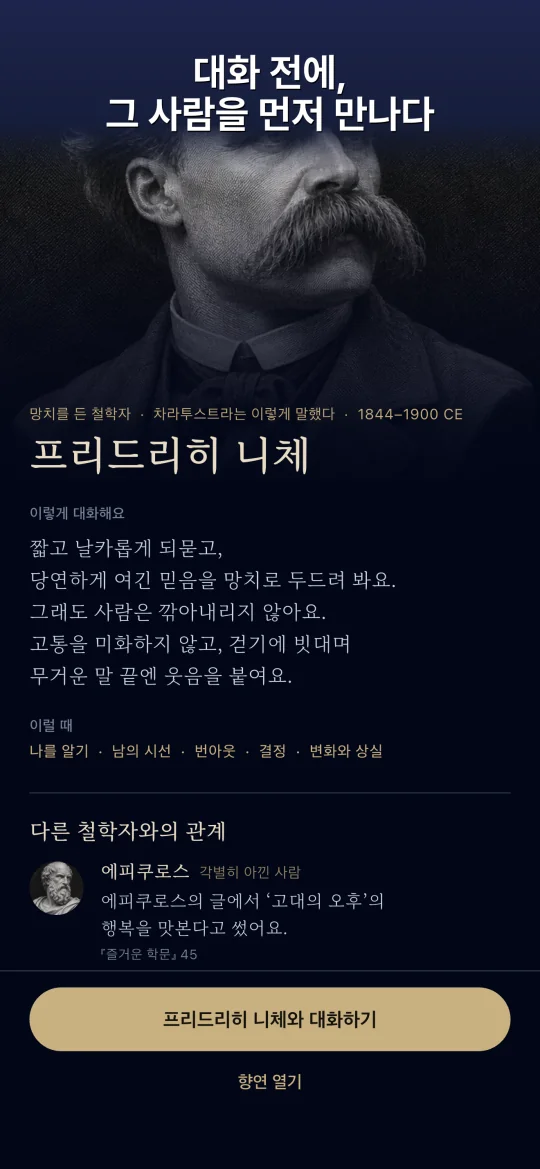 대화 전에,
그 사람을 먼저 만나다
망치를 든 철학자 · 차라투스트라는 이렇게 말했다 · 1844–1900 CE
프리드리히 니체
이렇게 대화해요
짧고 날카롭게 되묻고,
당연하게 여긴 믿음을 망치로 두드려 봐요.
그래도 사람은 깎아내리지 않아요.
고통을 미화하지 않고, 걷기에 빗대며
무거운 말 끝엔 웃음을 붙여요.
이럴 때
나를 알기 · 남의 시선 · 번아웃 · 결정 · 변화와 상실
다른 철학자와의 관계
에피쿠로스 각별히 아낀 사람
에피쿠로스의 글에서 ‘고대의 오후’의
행복을 맛본다고 썼어요.
『즐거운 학문』 45
프리드리히 니체와 대화하기
향연 열기